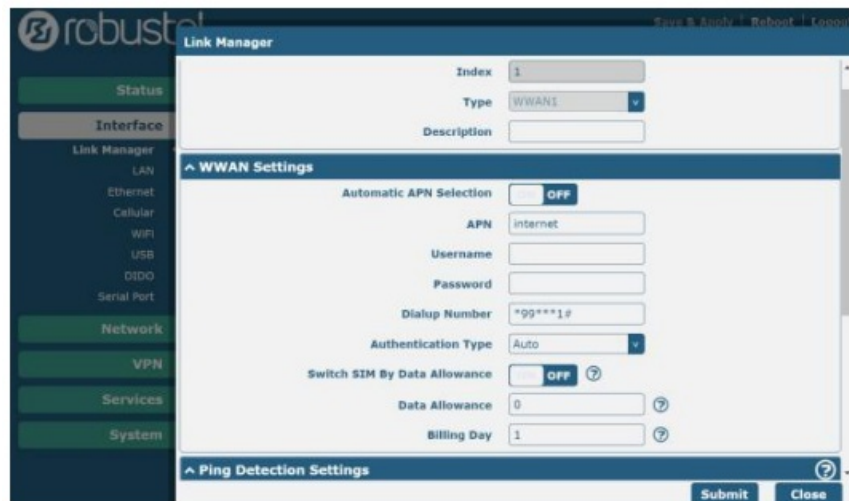 robustel
Save & Apply | Reboot | Logout
Link Manager
Index 1
Type WWAN1 v
Description
Status
Interface
Link Manager
LAN
Ethernet
Cellular
WiFi
USB
DIDO
Serial Port
Network
VPN
Services
System
^ WWAN Settings
Automatic APN Selection OFF
APN internet
Username
Password
Dialup Number *99***1#
Authentication Type Auto v
Switch SIM By Data Allowance OFF ?
Data Allowance 0 ?
Billing Day 1 ?
^ Ping Detection Settings ?
Submit Close